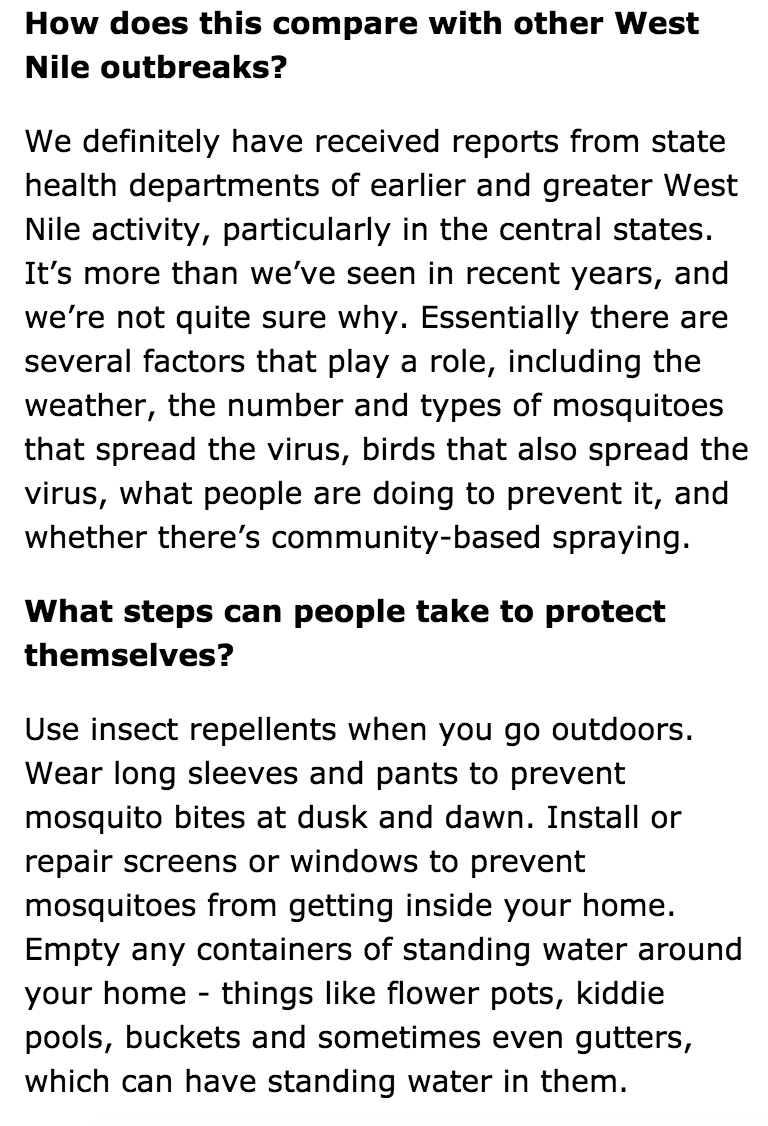 How does this compare with other West
Nile outbreaks?
We definitely have received reports from state
health departments of earlier and greater West
Nile activity, particularly in the central states.
It’s more than we’ve seen in recent years, and
we’re not quite sure why. Essentially there are
several factors that play a role, including the
weather, the number and types of mosquitoes
that spread the virus, birds that also spread the
virus, what people are doing to prevent it, and
whether there’s community-based spraying.
What steps can people take to protect
themselves?
Use insect repellents when you go outdoors.
Wear long sleeves and pants to prevent
mosquito bites at dusk and dawn. Install or
repair screens or windows to prevent
mosquitoes from getting inside your home.
Empty any containers of standing water around
your home - things like flower pots, kiddie
pools, buckets and sometimes even gutters,
which can have standing water in them.